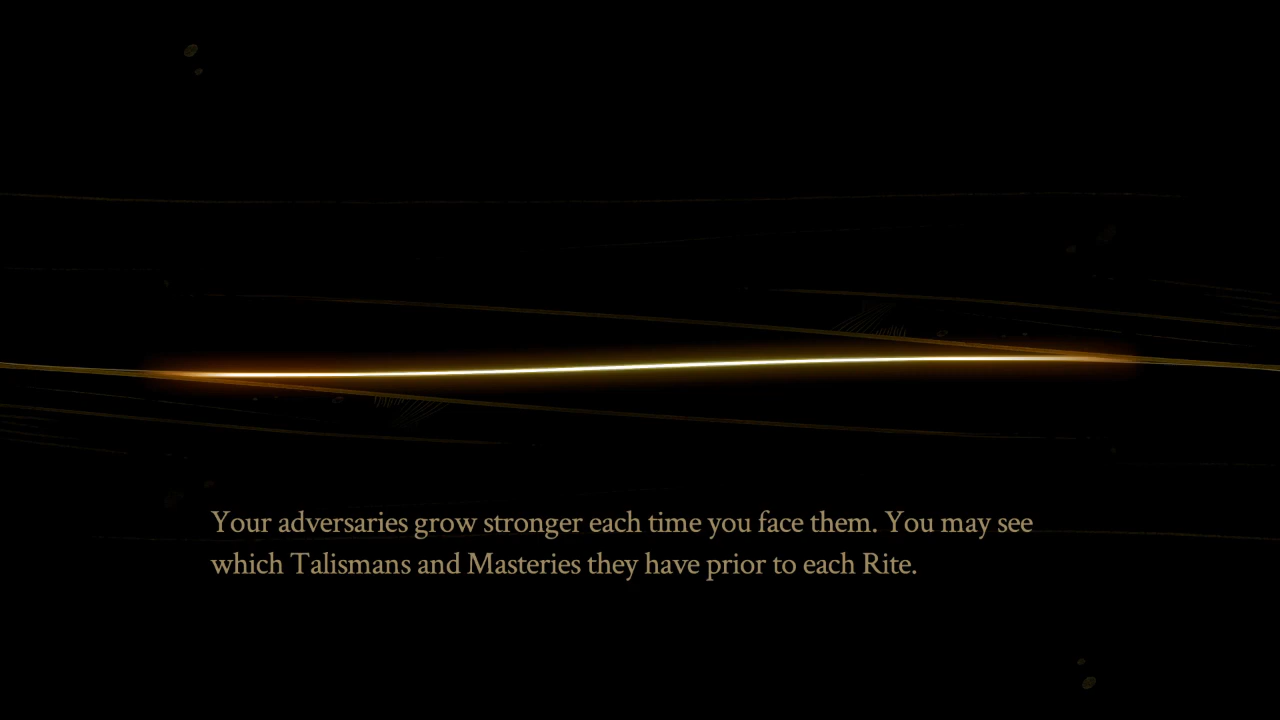 Your adversaries grow stronger each time you face them. You may see
which Talismans and Masteries they have prior to each Rite.